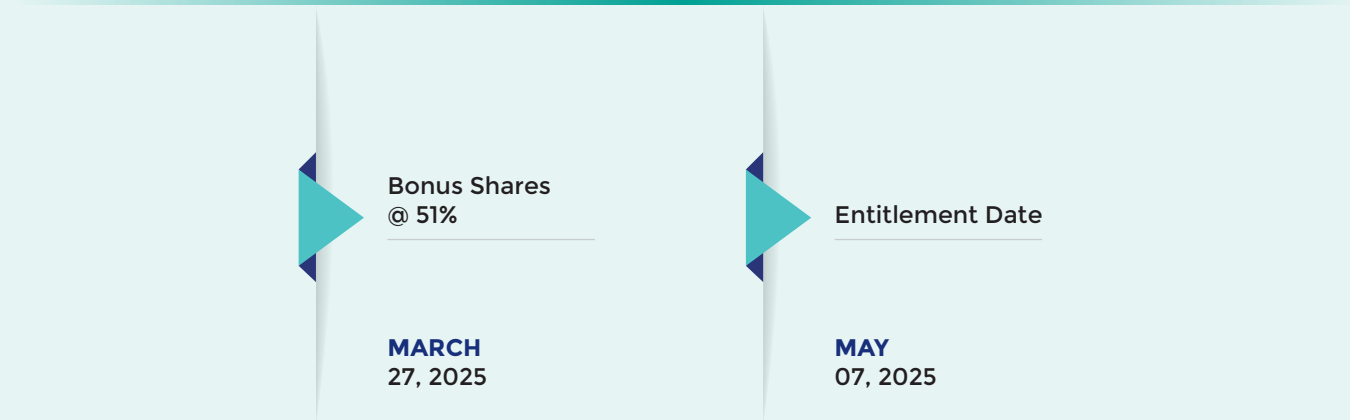 Bonus Shares
@ 51%
MARCH
27, 2025
Entitlement Date
MAY
07, 2025